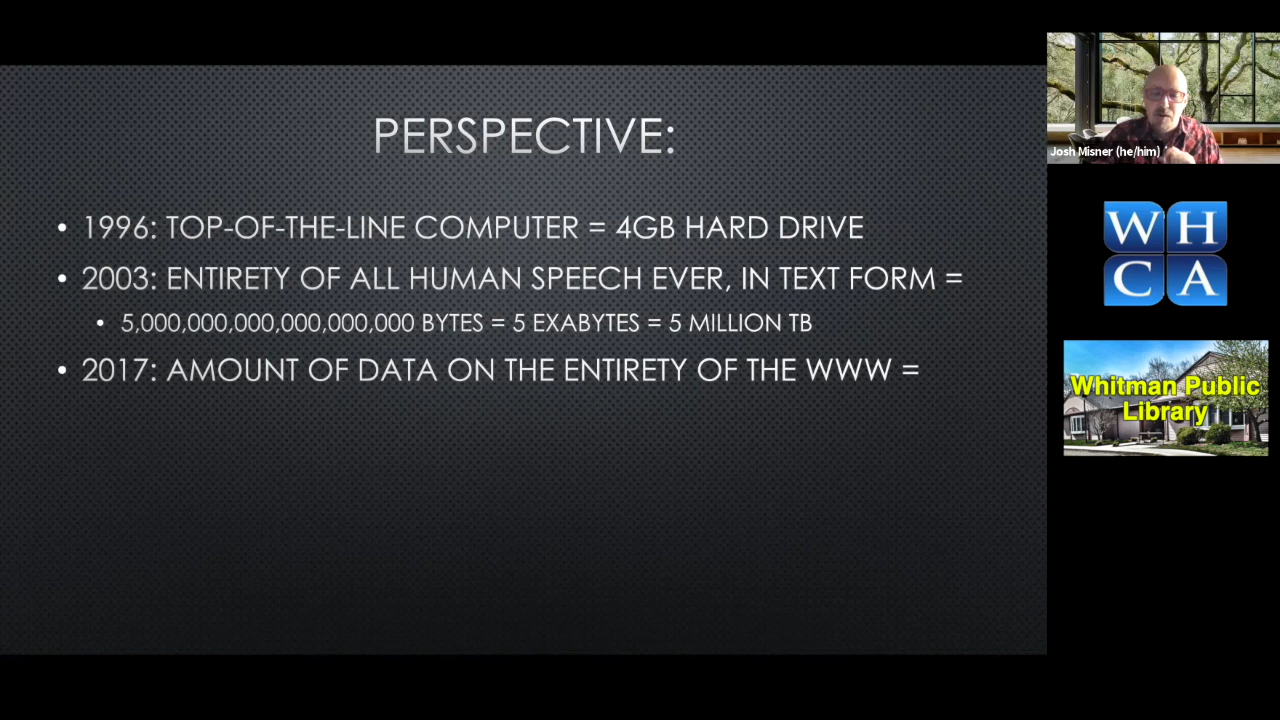 PERSPECTIVE:
• 1996: TOP-OF-THE-LINE COMPUTER = 4GB HARD DRIVE
• 2003: ENTIRETY OF ALL HUMAN SPEECH EVER, IN TEXT FORM =
• 5,000,000,000,000,000,000 BYTES = 5 EXABYTES = 5 MILLION TB
• 2017: AMOUNT OF DATA ON THE ENTIRETY OF THE WWW =
Josh Misner (he/him)
W H
C A
Whitman Public
Library